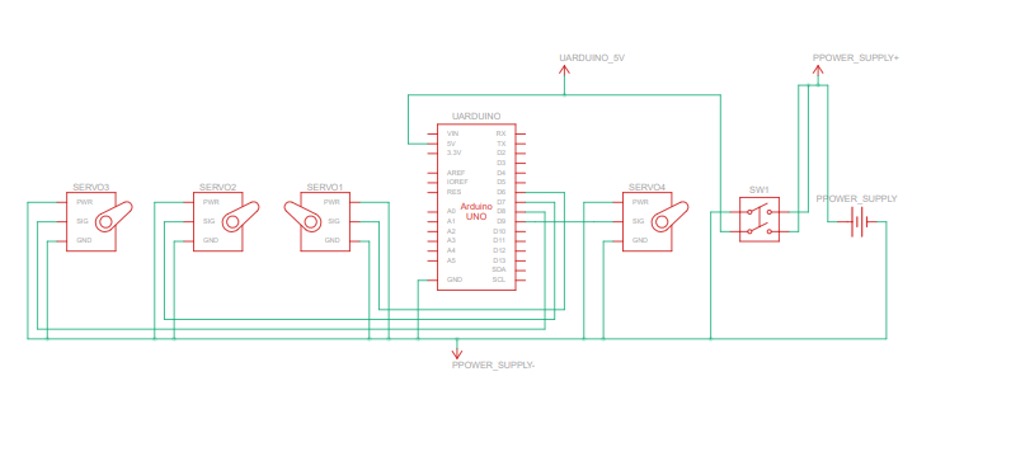 UARDUINO_5V
PPOWER_SUPPLY+
UARDUINO
VIN RX
5V TX
3.3V D2
D3
AREF D4
IOREF D5
RES D6
D7
A0 D8
A1 D9
A2 D10
A3 D11
A4 D12
A5 D13
SDA
GND SCL
Arduino
UNO
SERVO3
PWR
SIG
GND
SERVO2
PWR
SIG
GND
SERVO1
PWR
SIG
GND
SERVO4
PWR
SIG
GND
SW1
PPOWER_SUPPLY
PPOWER_SUPPLY-